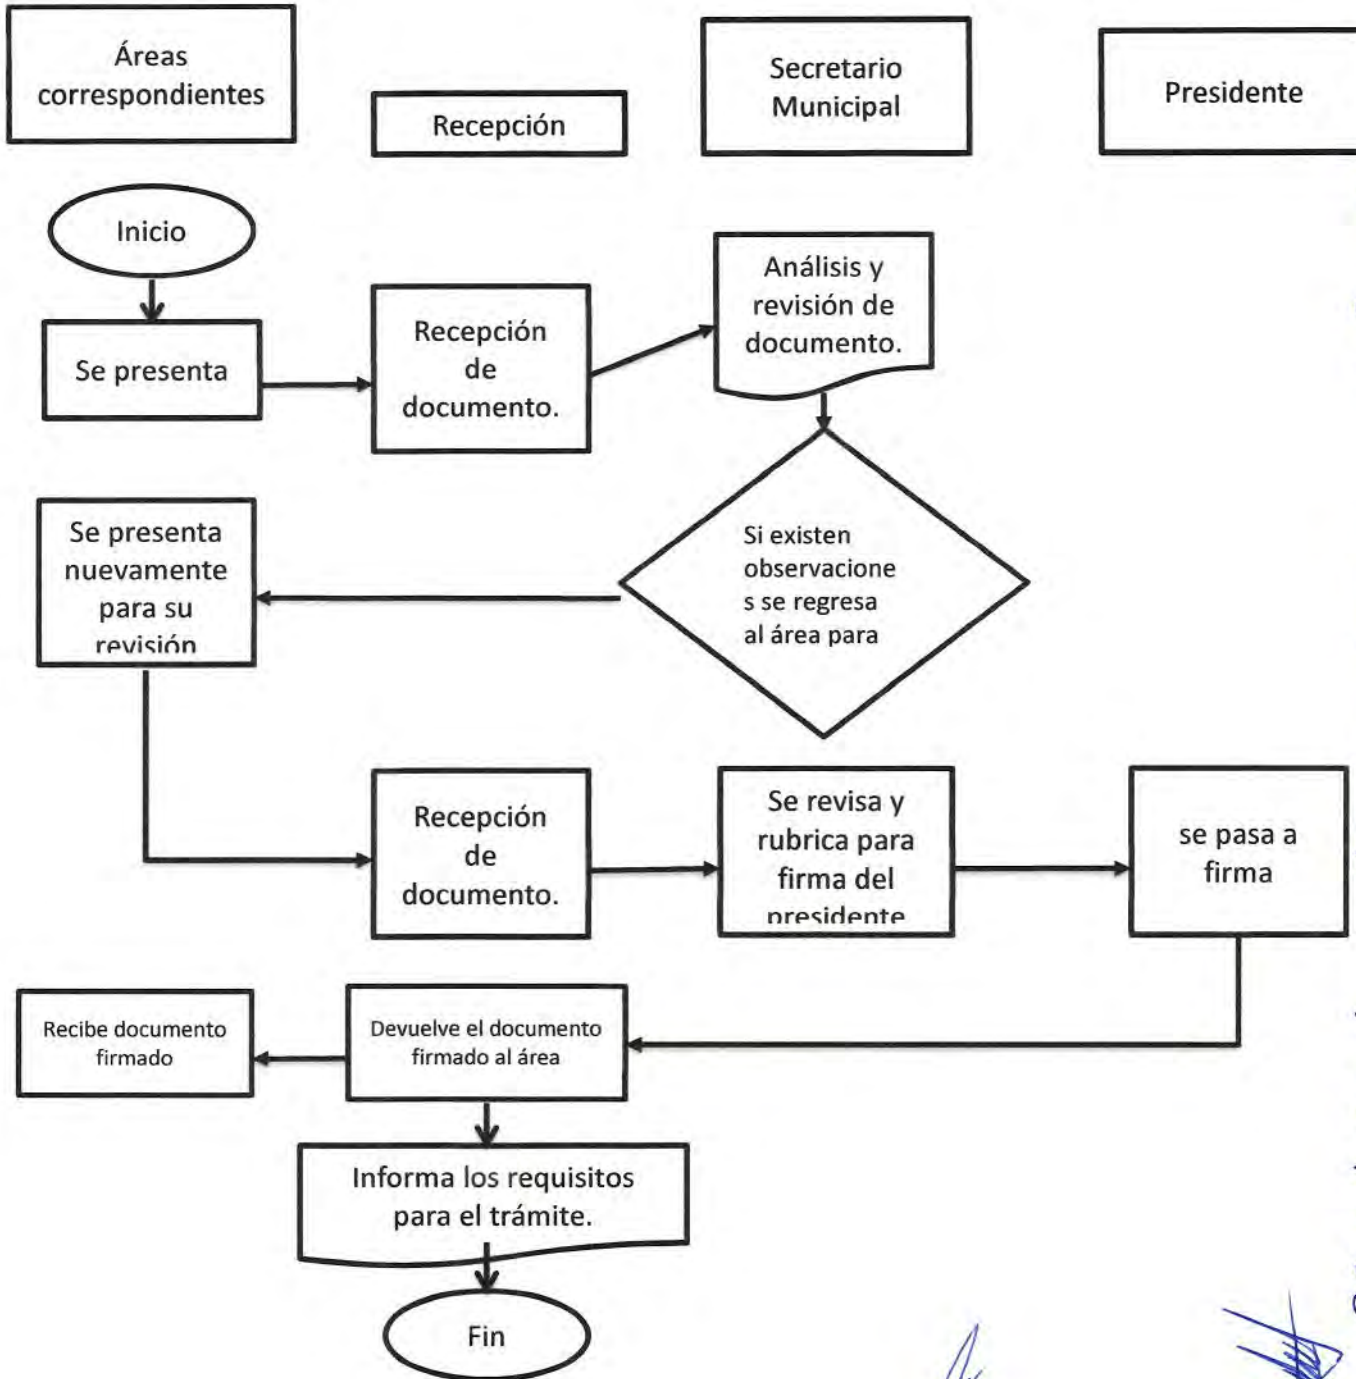 Áreas
correspondientes
Recepción
Secretario
Municipal
Presidente
Inicio
Se presenta
Recepción
de
documento.
Análisis y
revisión de
documento.
Si existen
observacione
s se regresa
al área para
Se presenta
nuevamente
para su
revisión
Recepción
de
documento.
Se revisa y
rubrica para
firma del
presidente
se pasa a
firma
Devuelve el documento
firmado al área
Recibe documento
firmado
Informa los requisitos
para el trámite.
Fin